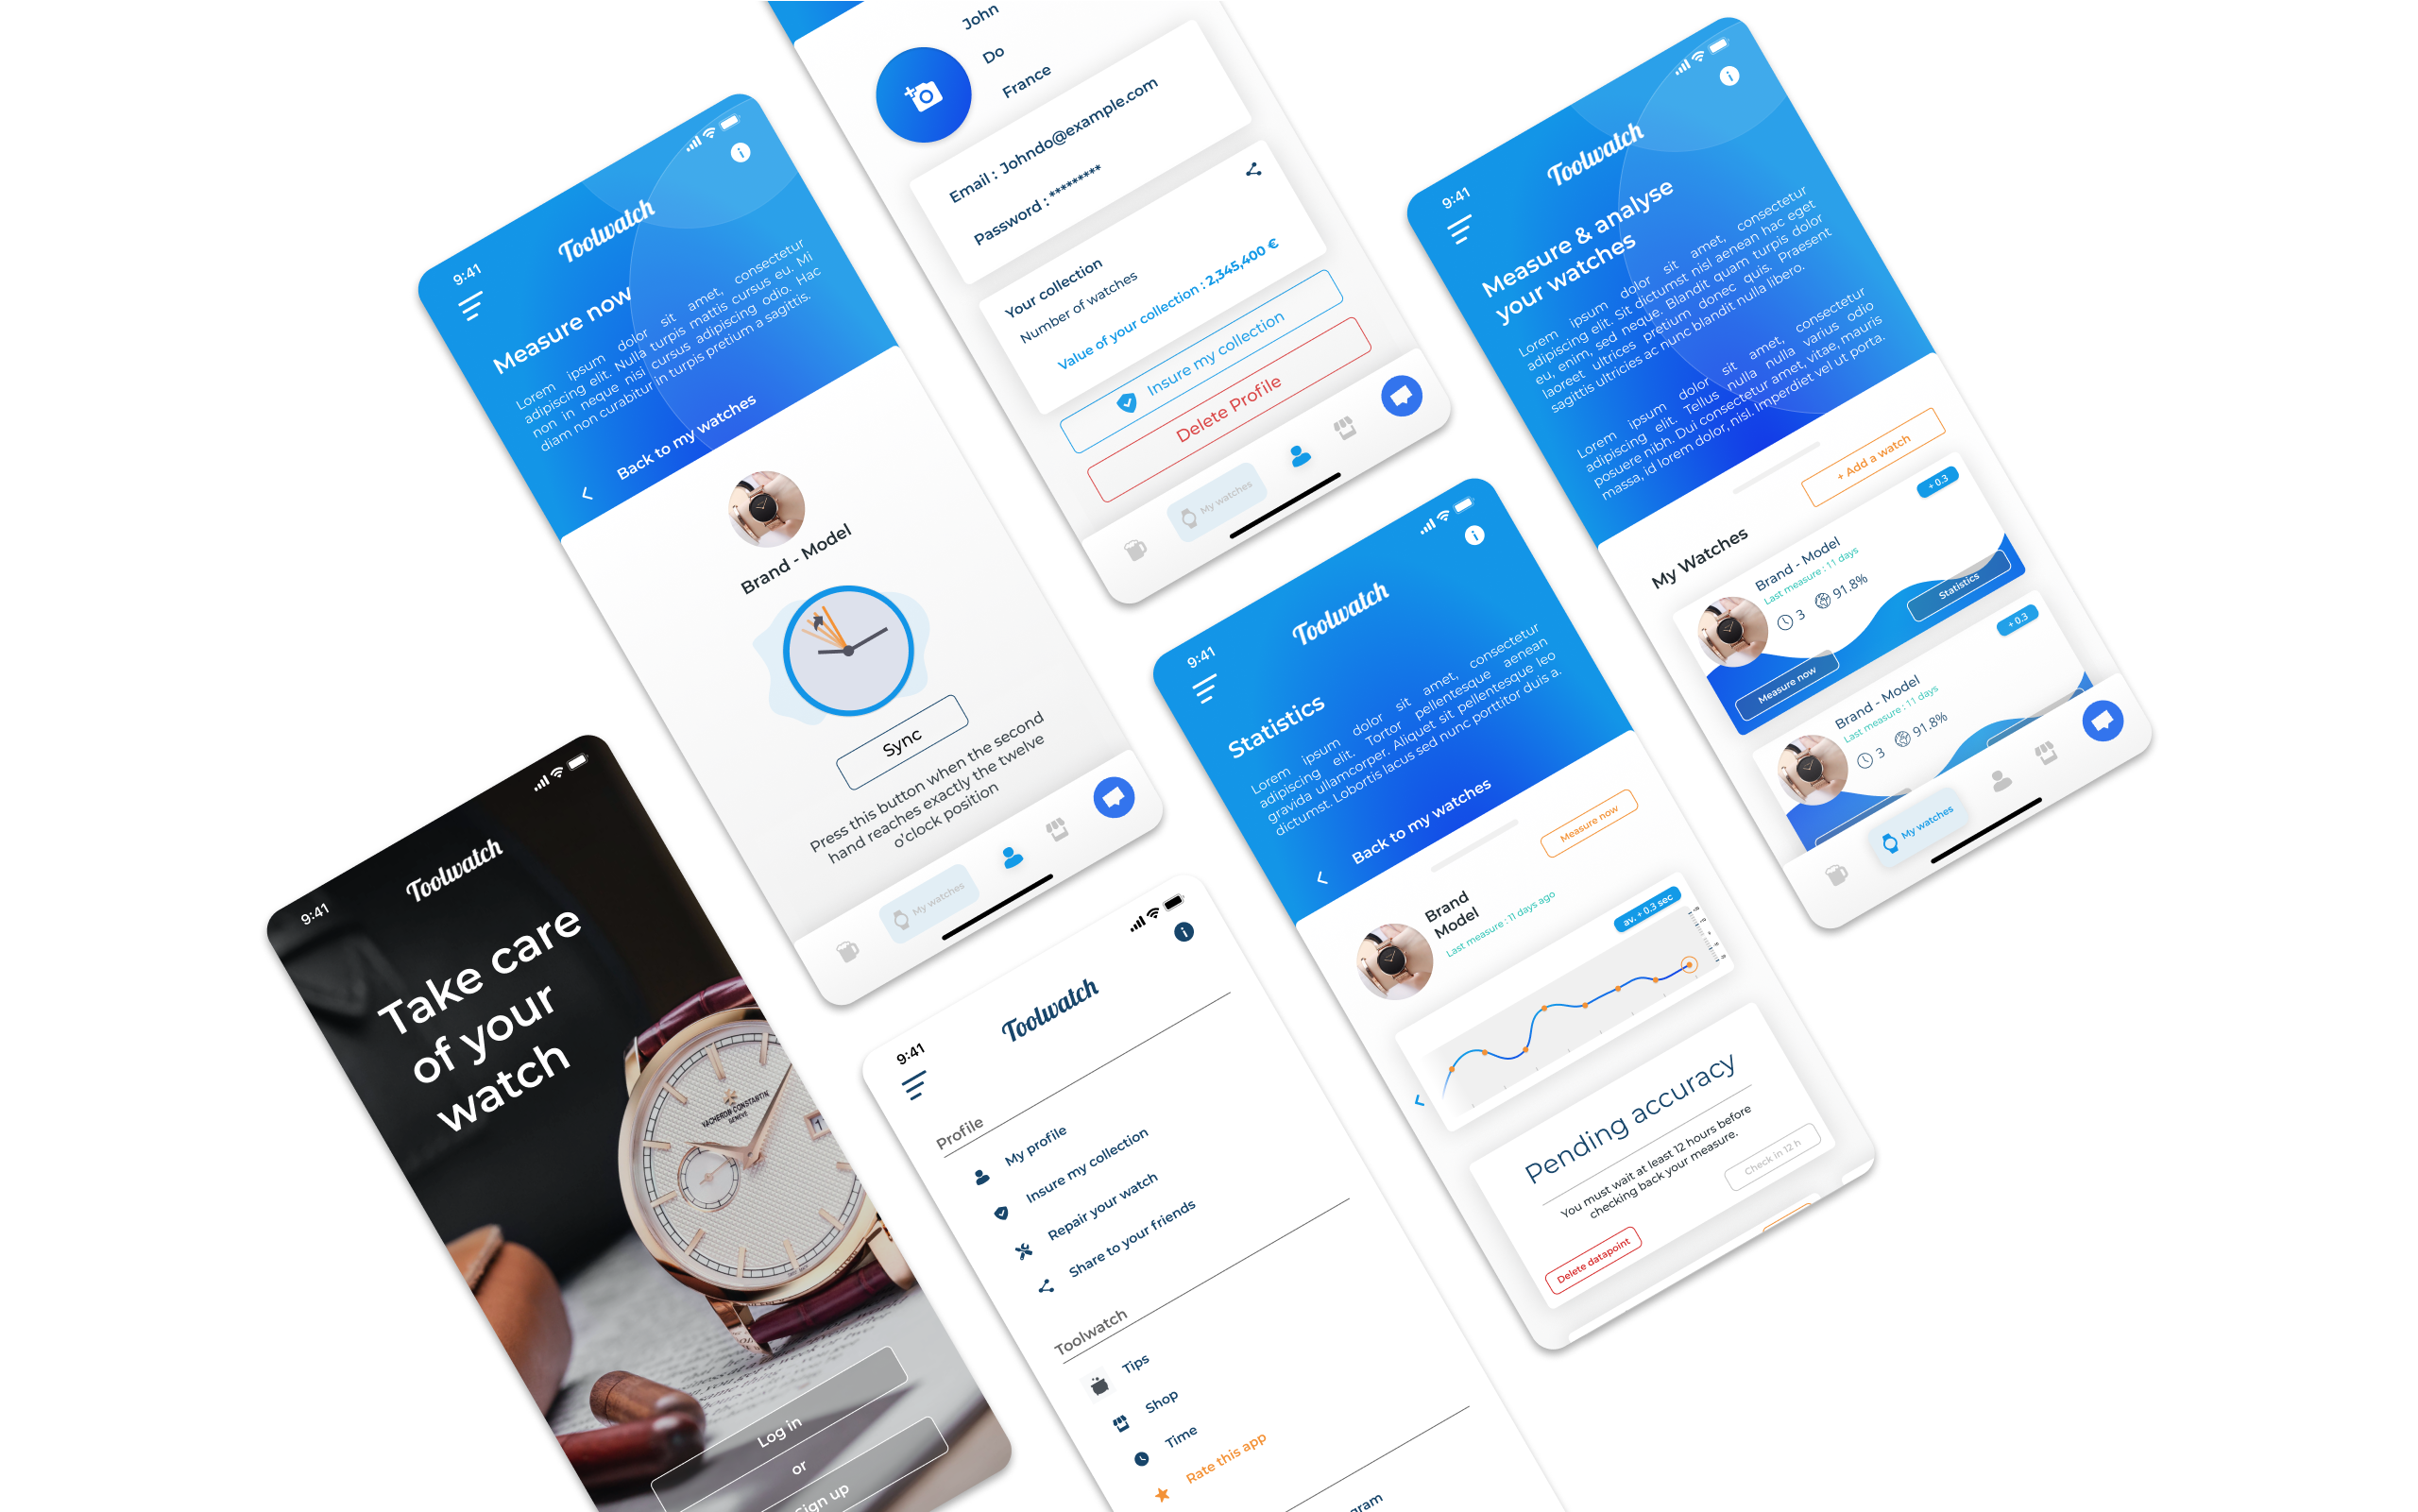 9:41
Toolwatch
Take care
of your
watch
VACHERON CONSTANTIN
GENEVE
Log in
or
Sign up
9:41
Toolwatch
Measure now
Lorem ipsum dolor sit amet, consectetur
adipiscing elit. Nulla turpis mattis cursus eu. Mi
non in neque nisi cursus adipiscing odio. Hac
diam non curabitur in turpis pretium a sagittis.
Back to my watches
Brand - Model
Sync
Press this button when the second
hand reaches exactly the twelve
o'clock position
My watches
John
Do
France
Email : Johndo@example.com
Password : *********
Your collection
Number of watches
Value of your collection : 2,345,400 €
Insure my collection
Delete Profile
My watches
9:41
Toolwatch
Profile
My profile
Insure my collection
Repair your watch
Share to your friends
Toolwatch
Tips
Shop
Time
Rate this app
9:41
Toolwatch
Statistics
Lorem ipsum dolor sit amet, consectetur
adipiscing elit. Tortor pellentesque aenean
gravida ullamcorper. Aliquet sit pellentesque leo
dictumst. Lobortis lacus sed nunc porttitor duis a.
Back to my watches
Measure now
Brand
Model
Last measure : 11 days ago
av. + 0.3 sec
Pending accuracy
You must wait at least 12 hours before
checking back your measure.
Check in 12 h
Delete datapoint
9:41
Toolwatch
Measure & analyse
your watches
Lorem ipsum dolor sit amet, consectetur
adipiscing elit. Sit dictumst nisl aenean hac eget
eu, enim, sed neque. Blandit quam turpis dolor
laoreet ultrices pretium donec quis. Praesent
sagittis ultricies ac nunc blandit nulla libero.
Lorem ipsum dolor sit amet, consectetur
adipiscing elit. Tellus nulla nulla varius odio
posuere nibh. Dui consectetur amet, vitae, mauris
massa, id lorem dolor, nisl. Imperdiet vel ut porta.
+ Add a watch
My Watches
+ 0.3
Brand - Model
Last measure : 11 days
3 91.8%
Statistics
Measure now
+ 0.3
Brand - Model
Last measure : 11 days
3 91.8%
My watches